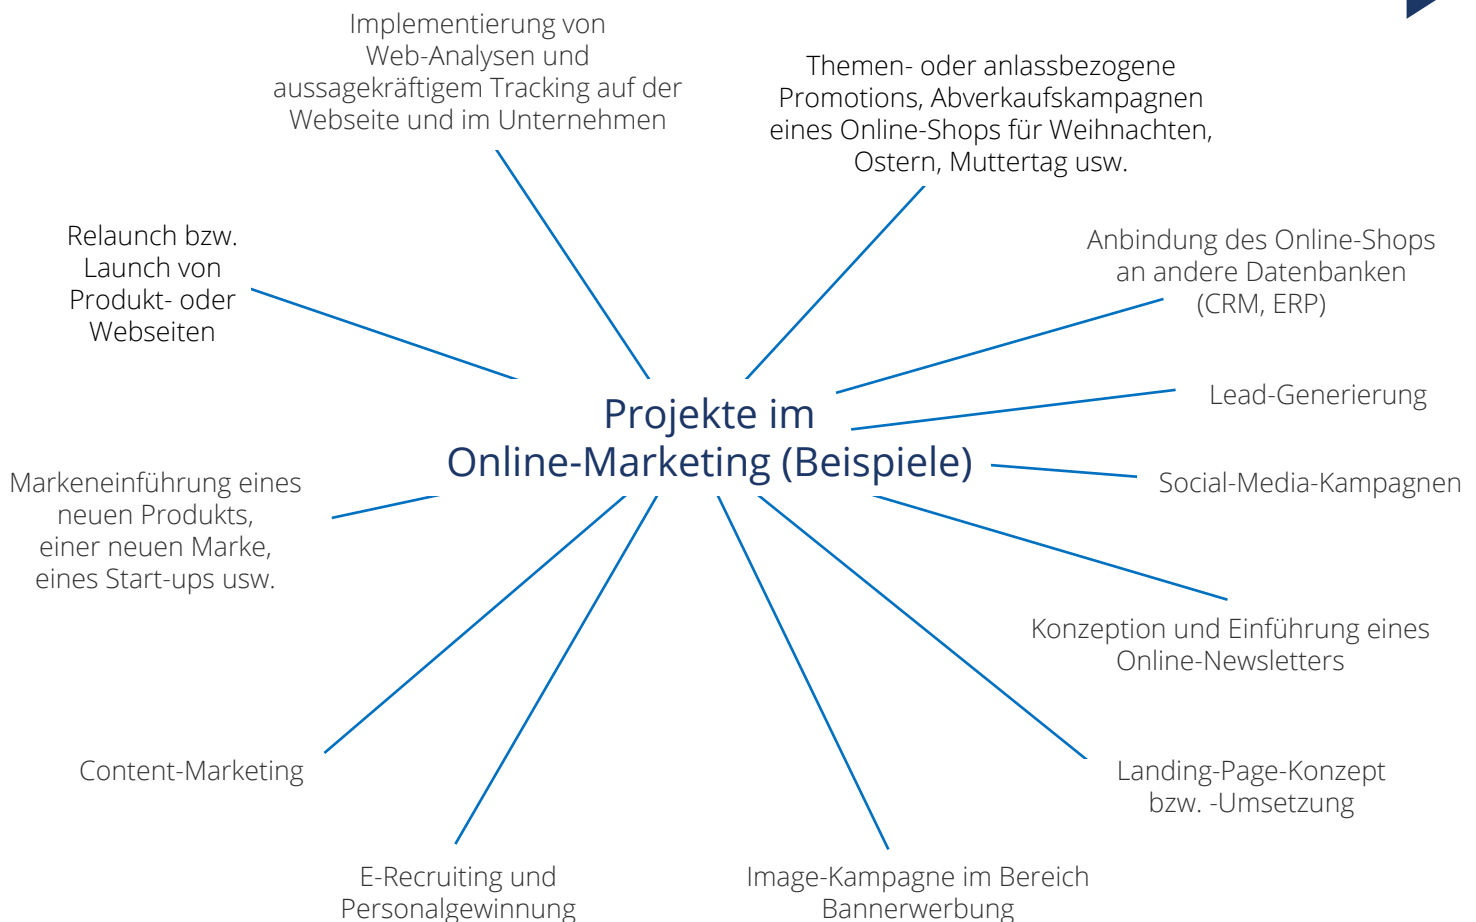 Implementierung von
Web-Analysen und
aussagekräftigem Tracking auf der
Webseite und im Unternehmen
Themen- oder anlassbezogene
Promotions, Abverkaufskampagnen
eines Online-Shops für Weihnachten,
Ostern, Muttertag usw.
Relaunch bzw.
Launch von
Produkt- oder
Webseiten
Anbindung des Online-Shops
an andere Datenbanken
(CRM, ERP)
Lead-Generierung
Projekte im
Online-Marketing (Beispiele)
Social-Media-Kampagnen
Markeneinführung eines
neuen Produkts,
einer neuen Marke,
eines Start-ups usw.
Konzeption und Einführung eines
Online-Newsletters
Content-Marketing
Landing-Page-Konzept
bzw. -Umsetzung
E-Recruiting und
Personalgewinnung
Image-Kampagne im Bereich
Bannerwerbung